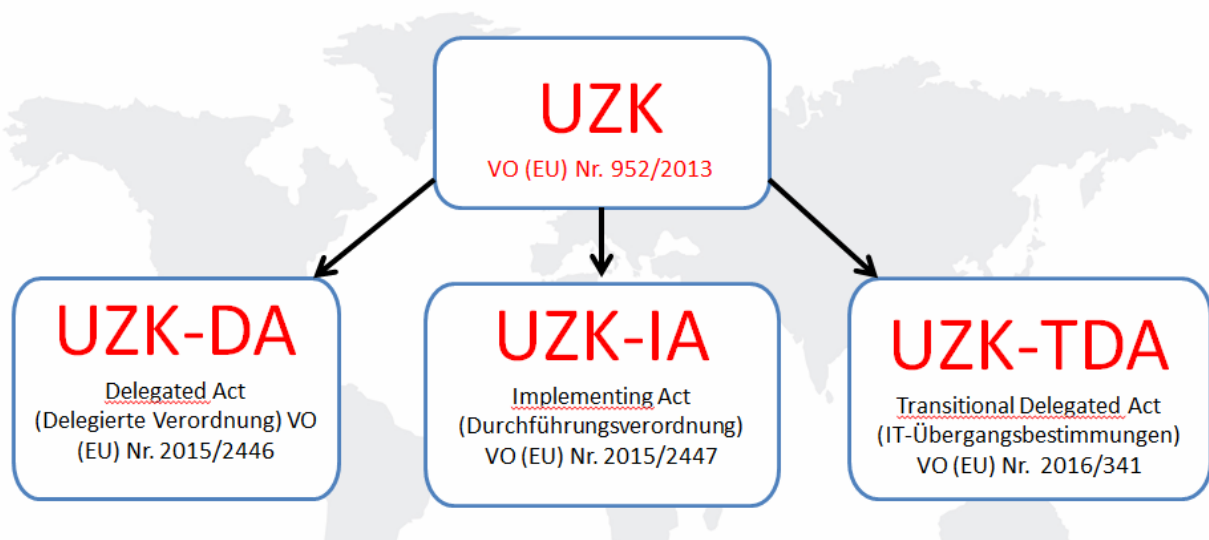 UZK
VO (EU) Nr. 952/2013
UZK-DA
Delegated Act
(Delegierte Verordnung) VO
(EU) Nr. 2015/2446
UZK-IA
Implementing Act
(Durchführungsverordnung)
VO (EU) Nr. 2015/2447
UZK-TDA
Transitional Delegated Act
(IT-Übergangsbestimmungen)
VO (EU) Nr. 2016/341